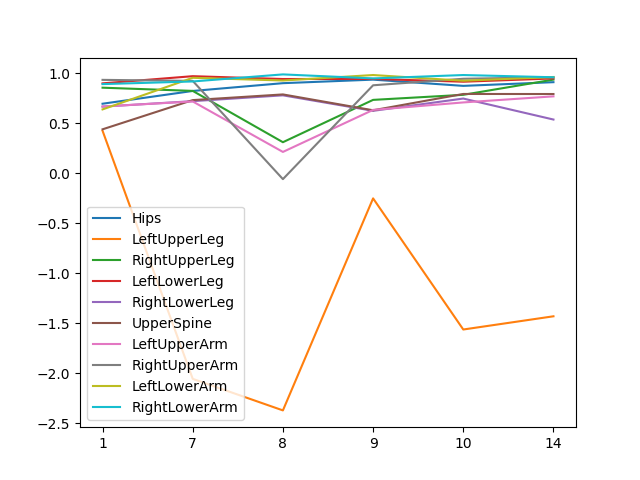 1.0
0.5
0.0
−0.5
−1.0
−1.5
−2.0
−2.5
Hips
LeftUpperLeg
RightUpperLeg
LeftLowerLeg
RightLowerLeg
UpperSpine
LeftUpperArm
RightUpperArm
LeftLowerArm
RightLowerArm
1 7 8 9 10 14